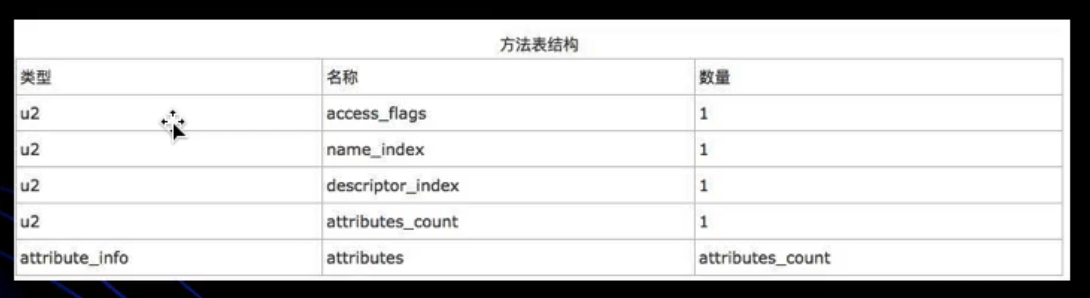 方法表结构
类型 名称 数量
u2 access_flags 1
u2 name_index 1
u2 descriptor_index 1
u2 attributes_count 1
attribute_info attributes attributes_count